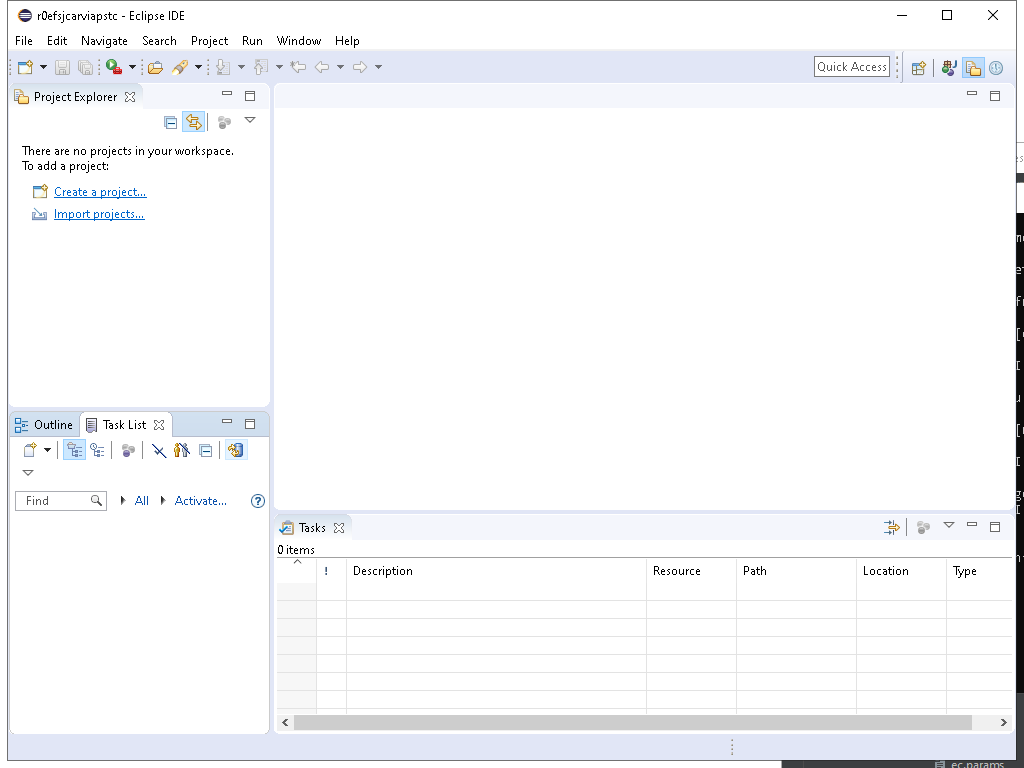 r0efsjcarviapstc - Eclipse IDE
File Edit Navigate Search Project Run Window Help
Quick Access
Project Explorer
There are no projects in your workspace.
To add a project:
Create a project...
Import projects...
Outline Task List
Find All Activate...
Tasks
0 items
! Description Resource Path Location Type
ec.params